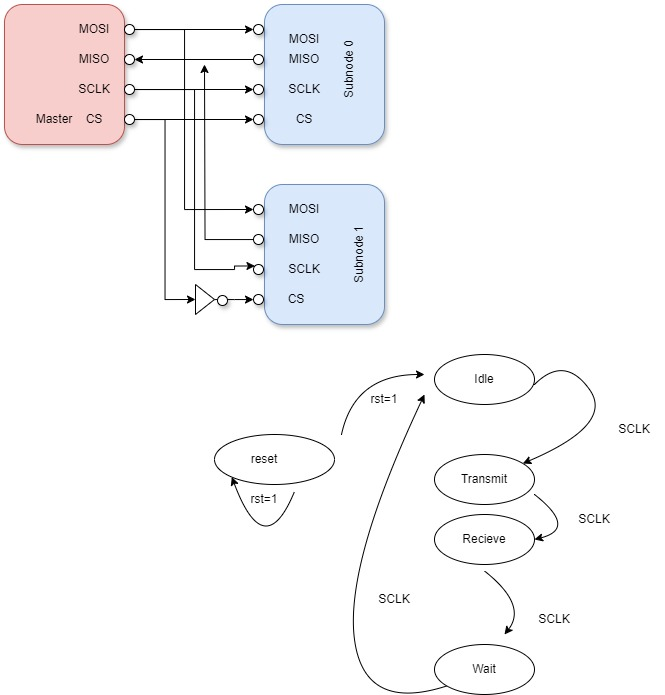 MOSI
MISO
SCLK
Master CS
MOSI
MISO
SCLK
CS
Subnode 0
MOSI
MISO
SCLK
CS
Subnode 1
Idle
rst=1
SCLK
reset
rst=1
Transmit
SCLK
Recieve
SCLK
SCLK
Wait